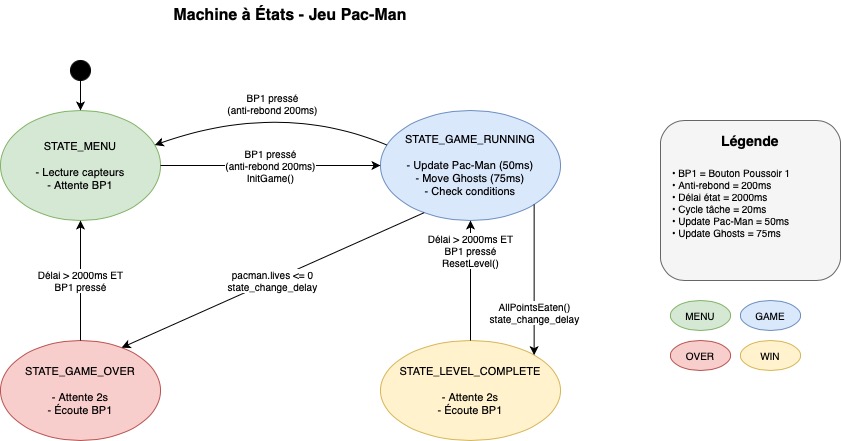 Machine à États - Jeu Pac-Man
BP1 pressé
(anti-rebond 200ms)
STATE_MENU
- Lecture capteurs
- Attente BP1
BP1 pressé
(anti-rebond 200ms)
InitGame()
STATE_GAME_RUNNING
- Update Pac-Man (50ms)
- Move Ghosts (75ms)
- Check conditions
Légende
• BP1 = Bouton Poussoir 1
• Anti-rebond = 200ms
• Délai état = 2000ms
• Cycle tâche = 20ms
• Update Pac-Man = 50ms
• Update Ghosts = 75ms
Délai > 2000ms ET
BP1 pressé
pacman.lives <= 0
state_change_delay
Délai > 2000ms ET
BP1 pressé
ResetLevel()
AllPointsEaten()
state_change_delay
MENU
GAME
OVER
WIN
STATE_GAME_OVER
- Attente 2s
- Écoute BP1
STATE_LEVEL_COMPLETE
- Attente 2s
- Écoute BP1